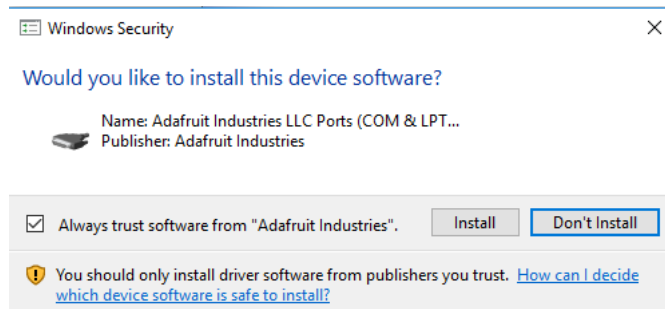 Windows Security
Would you like to install this device software?
Name: Adafruit Industries LLC Ports (COM & LPT...
Publisher: Adafruit Industries
Always trust software from "Adafruit Industries".
Install
Don't Install
You should only install driver software from publishers you trust. How can I decide
which device software is safe to install?